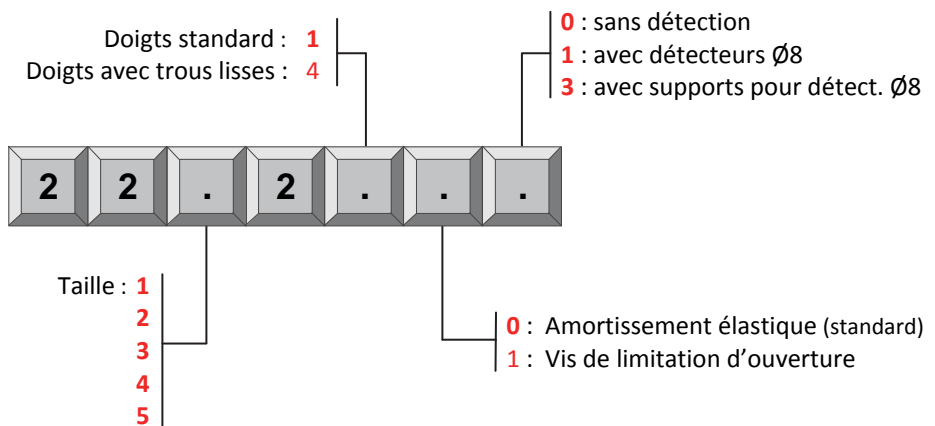 Doigts standard : 1
Doigts avec trous lisses : 4
0 : sans détection
1 : avec détecteurs Ø8
3 : avec supports pour détect. Ø8
2 2 . 2 . . .
Taille : 1
2
3
4
5
0 : Amortissement élastique (standard)
1 : Vis de limitation d’ouverture